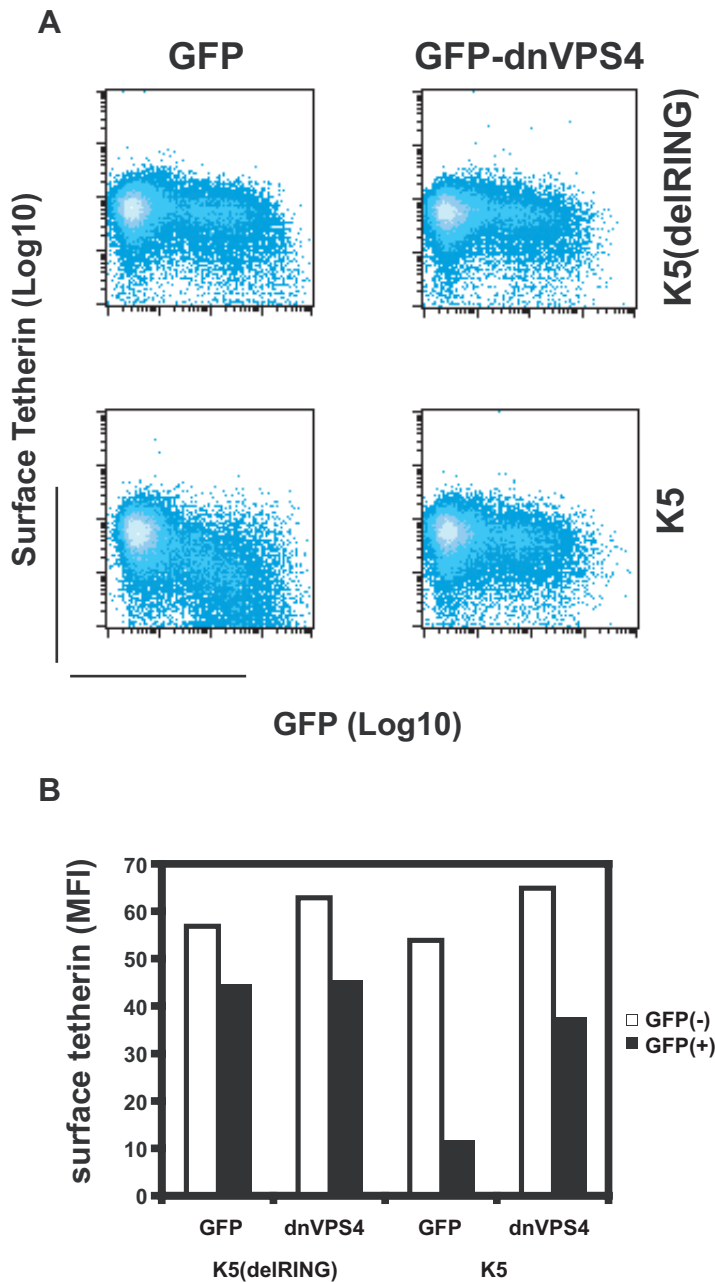 A
GFP
GFP-dnVPS4
K5(delRING)
Surface Tetherin (Log10)
K5
GFP (Log10)
B
surface tetherin (MFI)
70
60
50
40
30
20
10
0
GFP(-)
GFP(+)
GFP dnVPS4 GFP dnVPS4
K5(delRING) K5